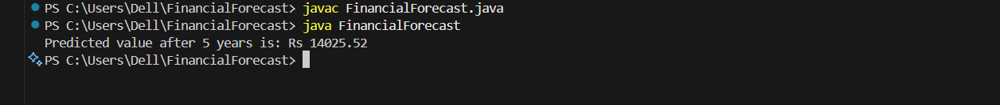 PS C:\Users\Dell\FinancialForecast> javac FinancialForecast.java
PS C:\Users\Dell\FinancialForecast> java FinancialForecast
Predicted value after 5 years is: Rs 14025.52
PS C:\Users\Dell\FinancialForecast>